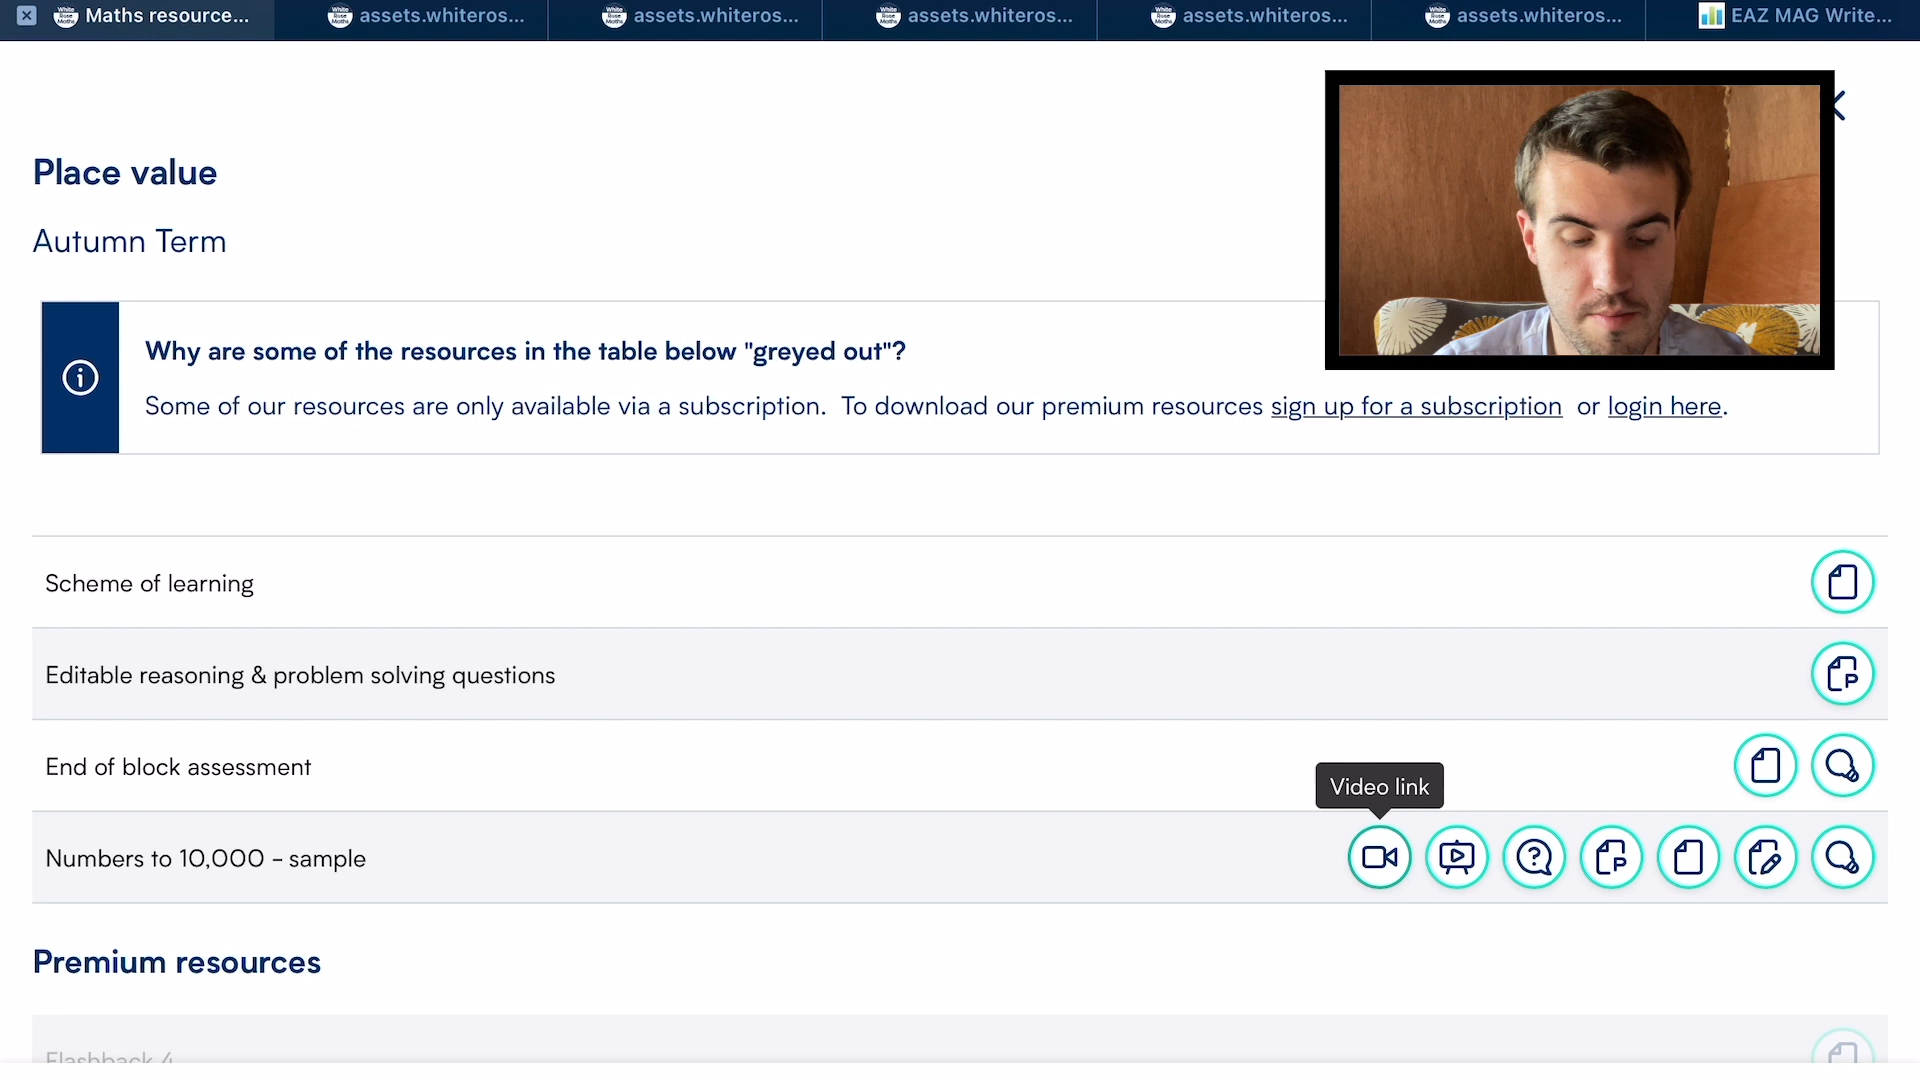 Maths resource...
assets.whiteros...
assets.whiteros...
assets.whiteros...
assets.whiteros...
assets.whiteros...
EAZ MAG Write...
Place value
Autumn Term
Why are some of the resources in the table below "greyed out"?
Some of our resources are only available via a subscription. To download our premium resources sign up for a subscription or login here.
Scheme of learning
Editable reasoning & problem solving questions
P
End of block assessment
Video link
Numbers to 10,000 - sample
P
Premium resources
Flashback 4